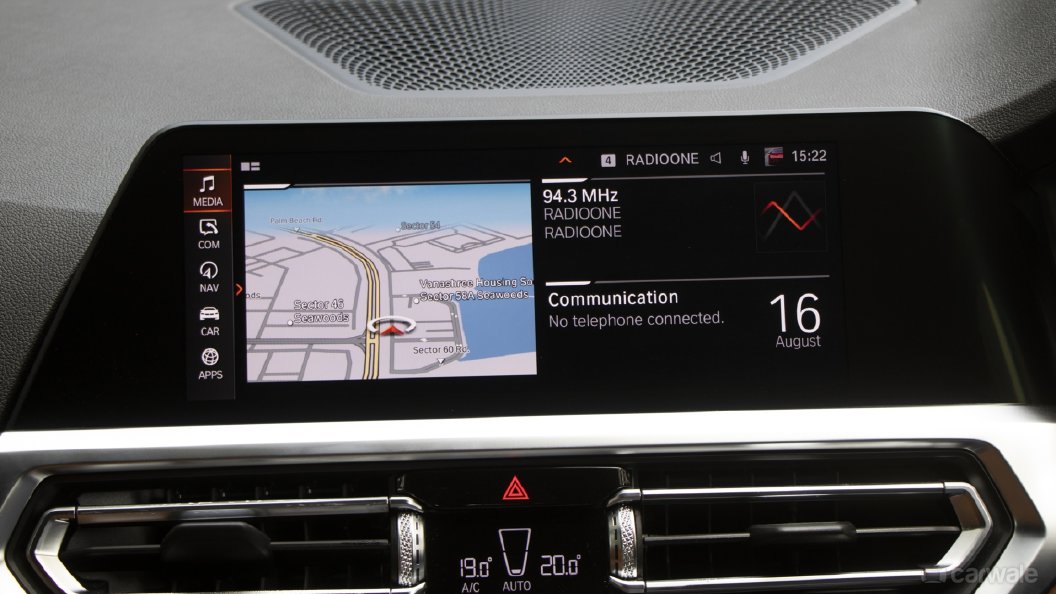 4 RADIOONE 15:22
MEDIA
COM
NAV
CAR
APPS
Palm Beach Rd.
Sector 54
Vanashree Housing So
Sector 58A Seawoods
ods
Sector 46
Seawoods
Sector 60 Rd.
94.3 MHz
RADIOONE
RADIOONE
Communication
No telephone connected.
16
August
19.0° 20.0°
A/C AUTO
carwale